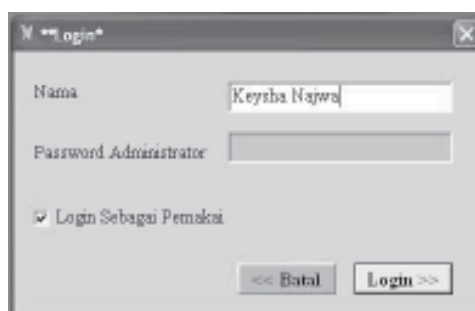 **Login*
Nama
Keysha Najwa
Password Administrator
Login Sebagai Pemakai
<< Batal
Login >>